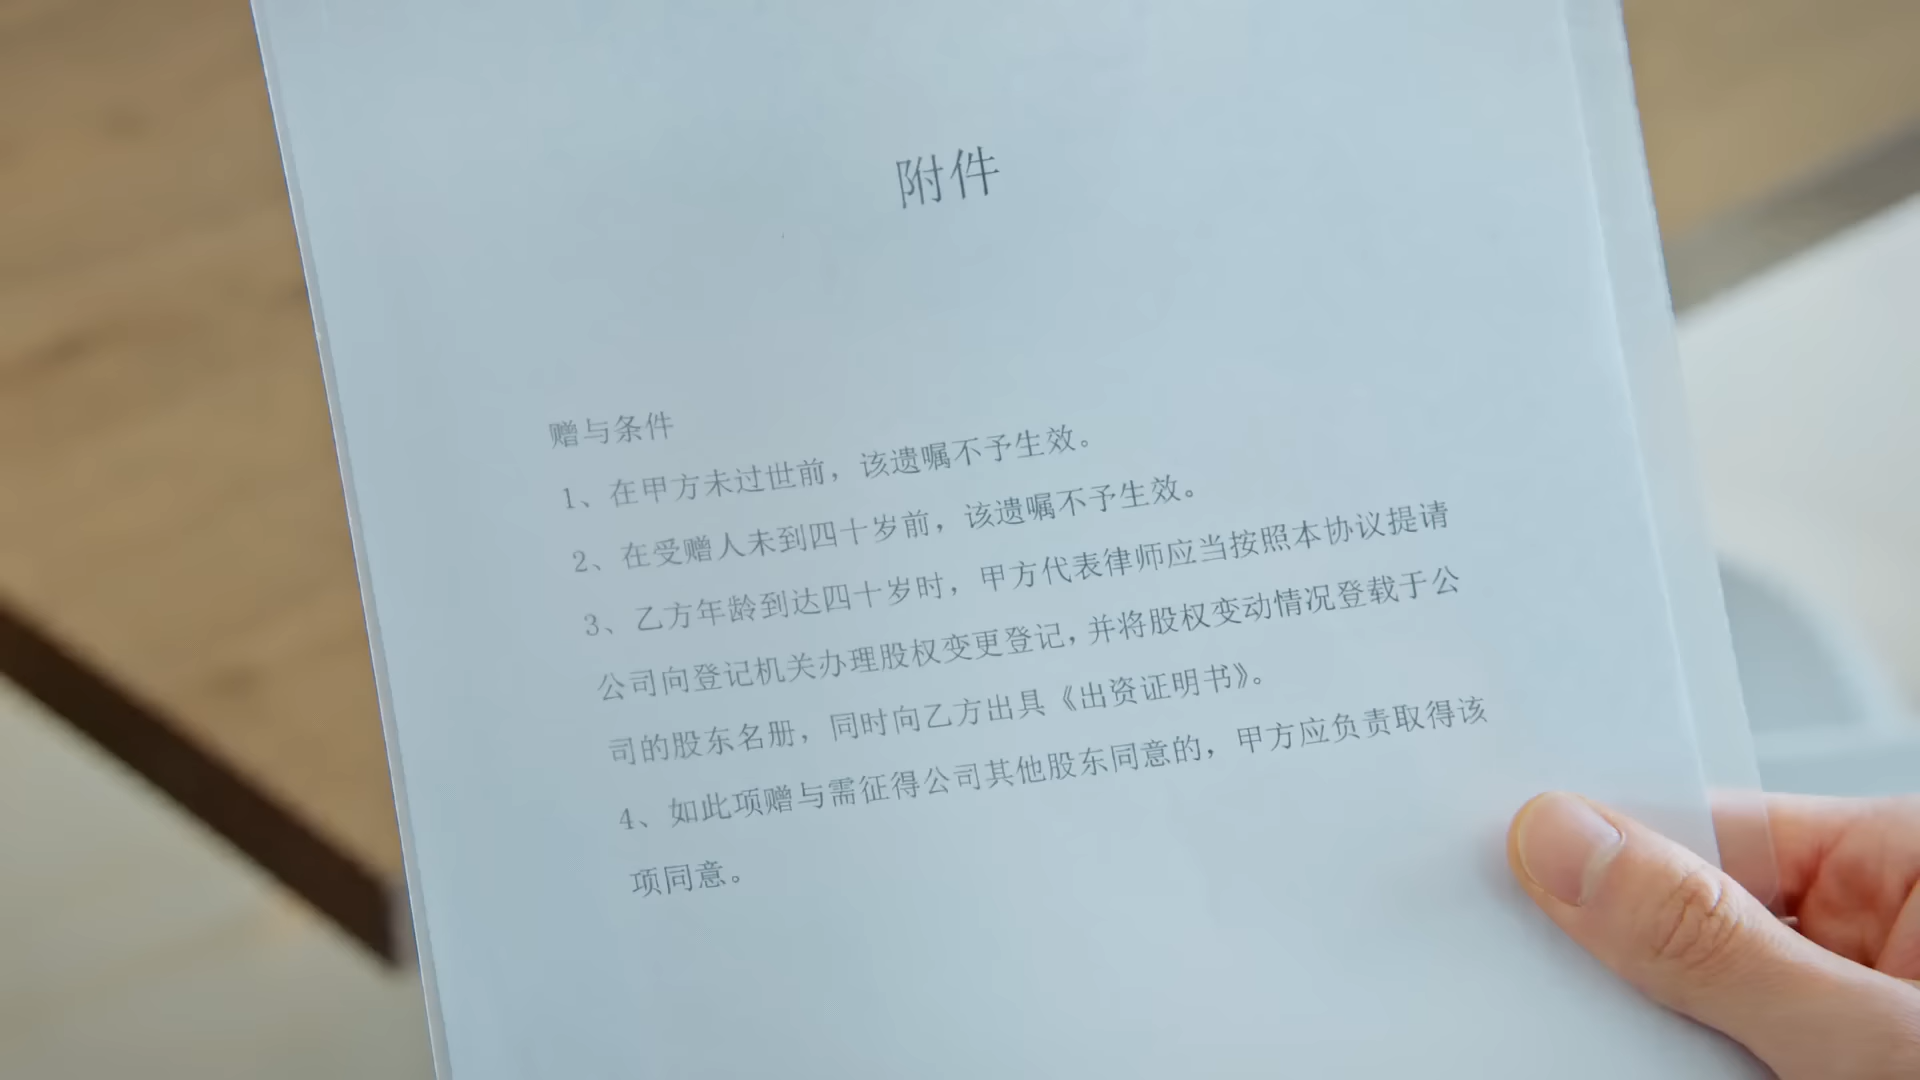 附件
赠与条件
1、在甲方未过世前，该遗嘱不予生效。
2、在受赠人未到四十岁前，该遗嘱不予生效。
3、乙方年龄到达四十岁时，甲方代表律师应当按照本协议提请
公司向登记机关办理股权变更登记，并将股权变动情况登载于公
司的股东名册，同时向乙方出具《出资证明书》。
4、如此项赠与需征得公司其他股东同意的，甲方应负责取得该
项同意。